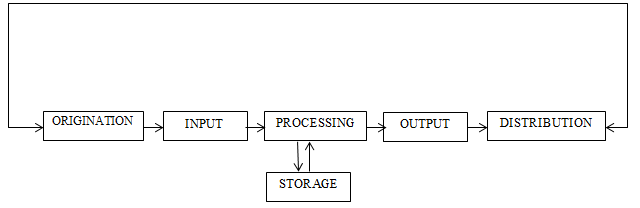 ORIGINATION
INPUT
PROCESSING
OUTPUT
DISTRIBUTION
STORAGE